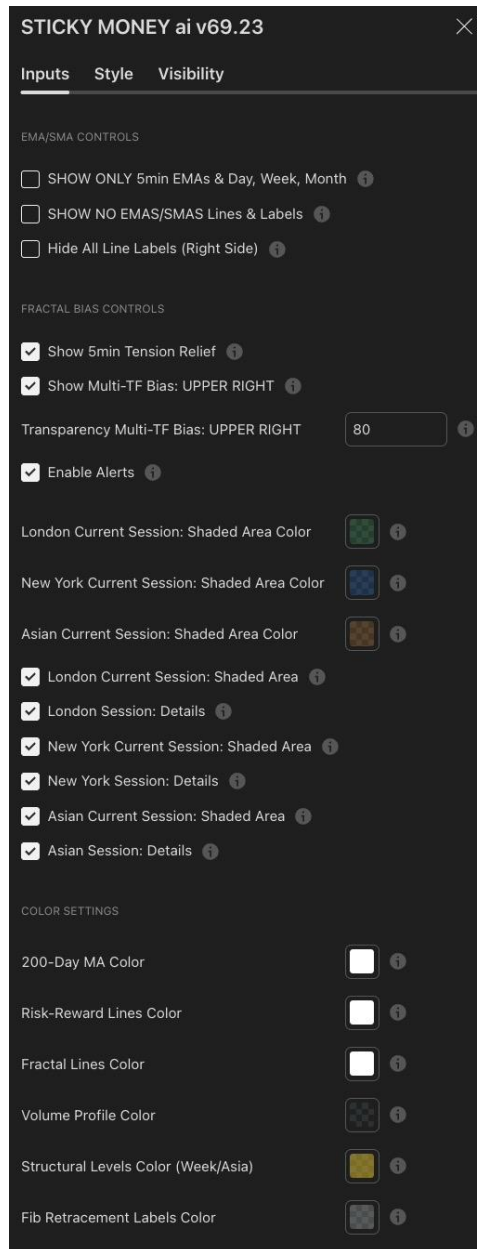 STICKY MONEY ai v69.23
Inputs Style Visibility
EMA/SMA CONTROLS
SHOW ONLY 5min EMAs & Day, Week, Month
SHOW NO EMAS/SMAS Lines & Labels
Hide All Line Labels (Right Side)
FRACTAL BIAS CONTROLS
Show 5min Tension Relief
Show Multi-TF Bias: UPPER RIGHT
Transparency Multi-TF Bias: UPPER RIGHT 80
Enable Alerts
London Current Session: Shaded Area Color
New York Current Session: Shaded Area Color
Asian Current Session: Shaded Area Color
London Current Session: Shaded Area
London Session: Details
New York Current Session: Shaded Area
New York Session: Details
Asian Current Session: Shaded Area
Asian Session: Details
COLOR SETTINGS
200-Day MA Color
Risk-Reward Lines Color
Fractal Lines Color
Volume Profile Color
Structural Levels Color (Week/Asia)
Fib Retracement Labels Color